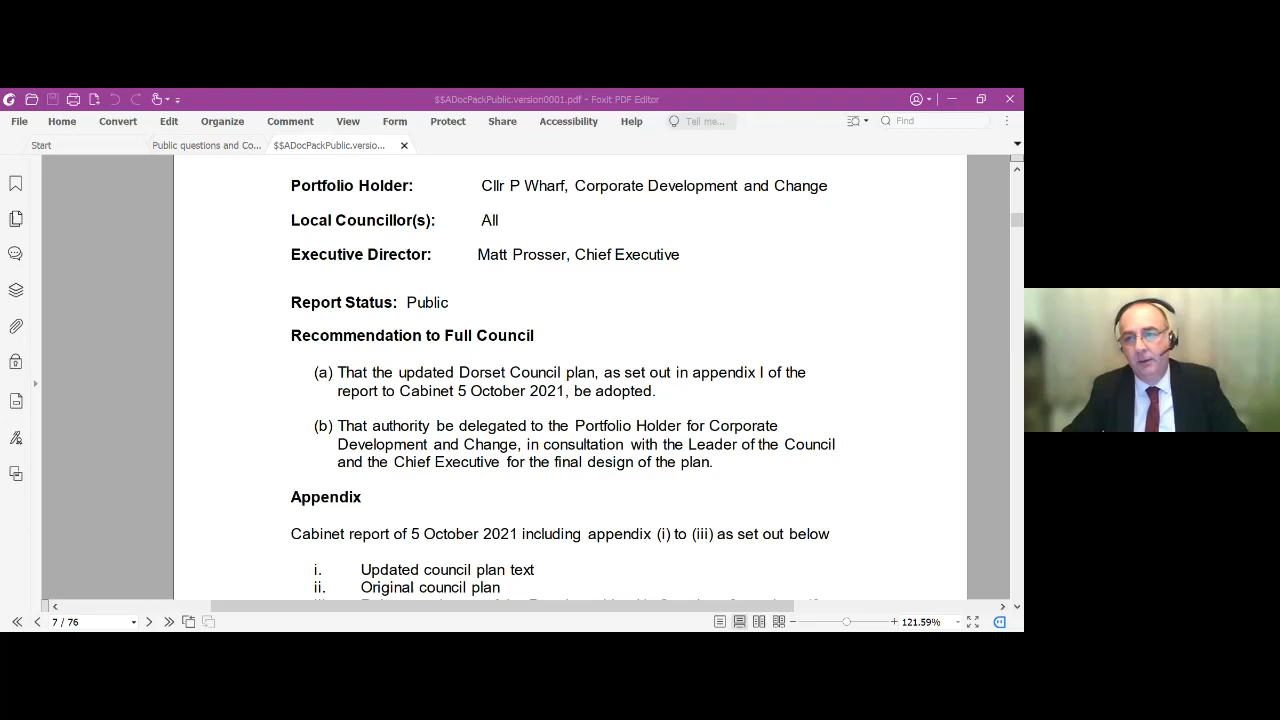 $$ADocPackPublic.version0001.pdf - Foxit PDF Editor
File Home Convert Edit Organize Comment View Form Protect Share Accessibility Help Tell me... Find
Start Public questions and Co... $$ADocPackPublic.versio...
Portfolio Holder: Cllr P Wharf, Corporate Development and Change
Local Councillor(s): All
Executive Director: Matt Prosser, Chief Executive
Report Status: Public
Recommendation to Full Council
(a) That the updated Dorset Council plan, as set out in appendix I of the
report to Cabinet 5 October 2021, be adopted.
(b) That authority be delegated to the Portfolio Holder for Corporate
Development and Change, in consultation with the Leader of the Council
and the Chief Executive for the final design of the plan.
Appendix
Cabinet report of 5 October 2021 including appendix (i) to (iii) as set out below
i. Updated council plan text
ii. Original council plan
7 / 76 121.59%